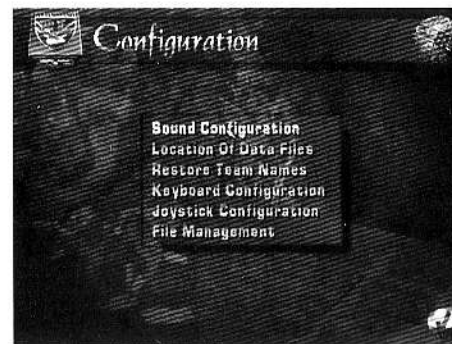 Configuration
Sound Configuration
Location Of Data Files
Restore Team Names
Keyboard Configuration
Joystick Configuration
File Management